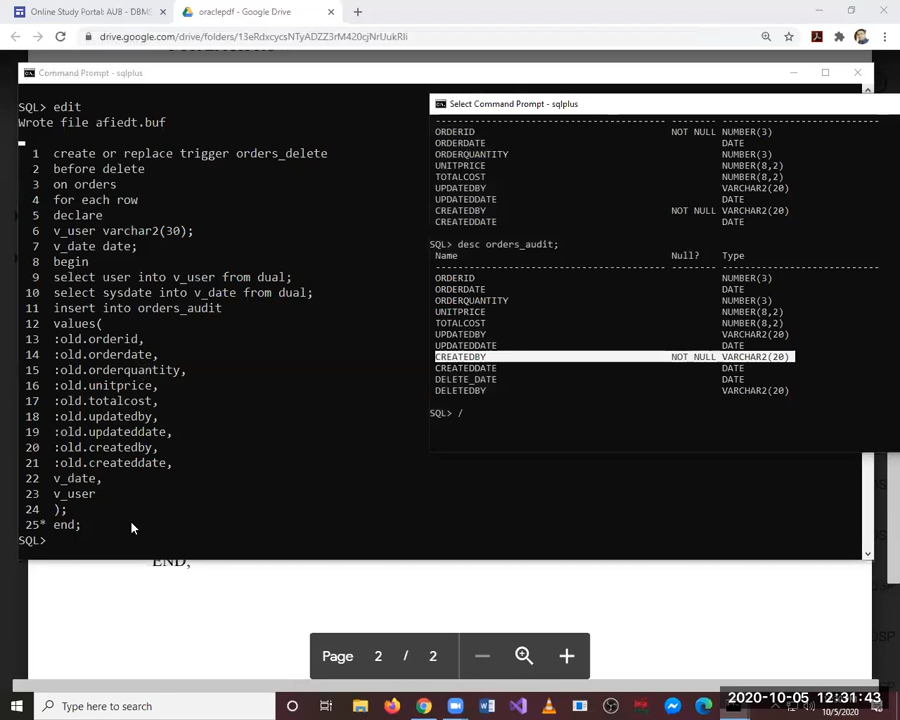 Online Study Portal: AUB - DBMS
oraclepdf - Google Drive
drive.google.com/drive/folders/13eRdxcycsNTyADZZ3rM420cjNrUukRli
Command Prompt - sqlplus
SQL> edit
Wrote file afiedt.buf
1 create or replace trigger orders_delete
2 before delete
3 on orders
4 for each row
5 declare
6 v_user varchar2(30);
7 v_date date;
8 begin
9 select user into v_user from dual;
10 select sysdate into v_date from dual;
11 insert into orders_audit
12 values(
13 :old.orderid,
14 :old.orderdate,
15 :old.orderquantity,
16 :old.unitprice,
17 :old.totalcost,
18 :old.updatedby,
19 :old.updateddate,
20 :old.createdby,
21 :old.createddate,
22 v_date,
23 v_user
24 );
25* end;
SQL>
Select Command Prompt - sqlplus
ORDERID NOT NULL NUMBER(3)
ORDERDATE DATE
ORDERQUANTITY NUMBER(3)
UNITPRICE NUMBER(8,2)
TOTALCOST NUMBER(8,2)
UPDATEDBY VARCHAR2(20)
UPDATEDDATE DATE
CREATEDBY NOT NULL VARCHAR2(20)
CREATEDDATE DATE
SQL> desc orders_audit;
Name Null? Type
ORDERID NUMBER(3)
ORDERDATE DATE
ORDERQUANTITY NUMBER(3)
UNITPRICE NUMBER(8,2)
TOTALCOST NUMBER(8,2)
UPDATEDBY VARCHAR2(20)
UPDATEDDATE DATE
CREATEDBY NOT NULL VARCHAR2(20)
CREATEDDATE DATE
DELETE_DATE DATE
DELETEDBY VARCHAR2(20)
SQL> /
END;
Page 2 / 2
Type here to search
2020-10-05 12:31:43
10/5/2020